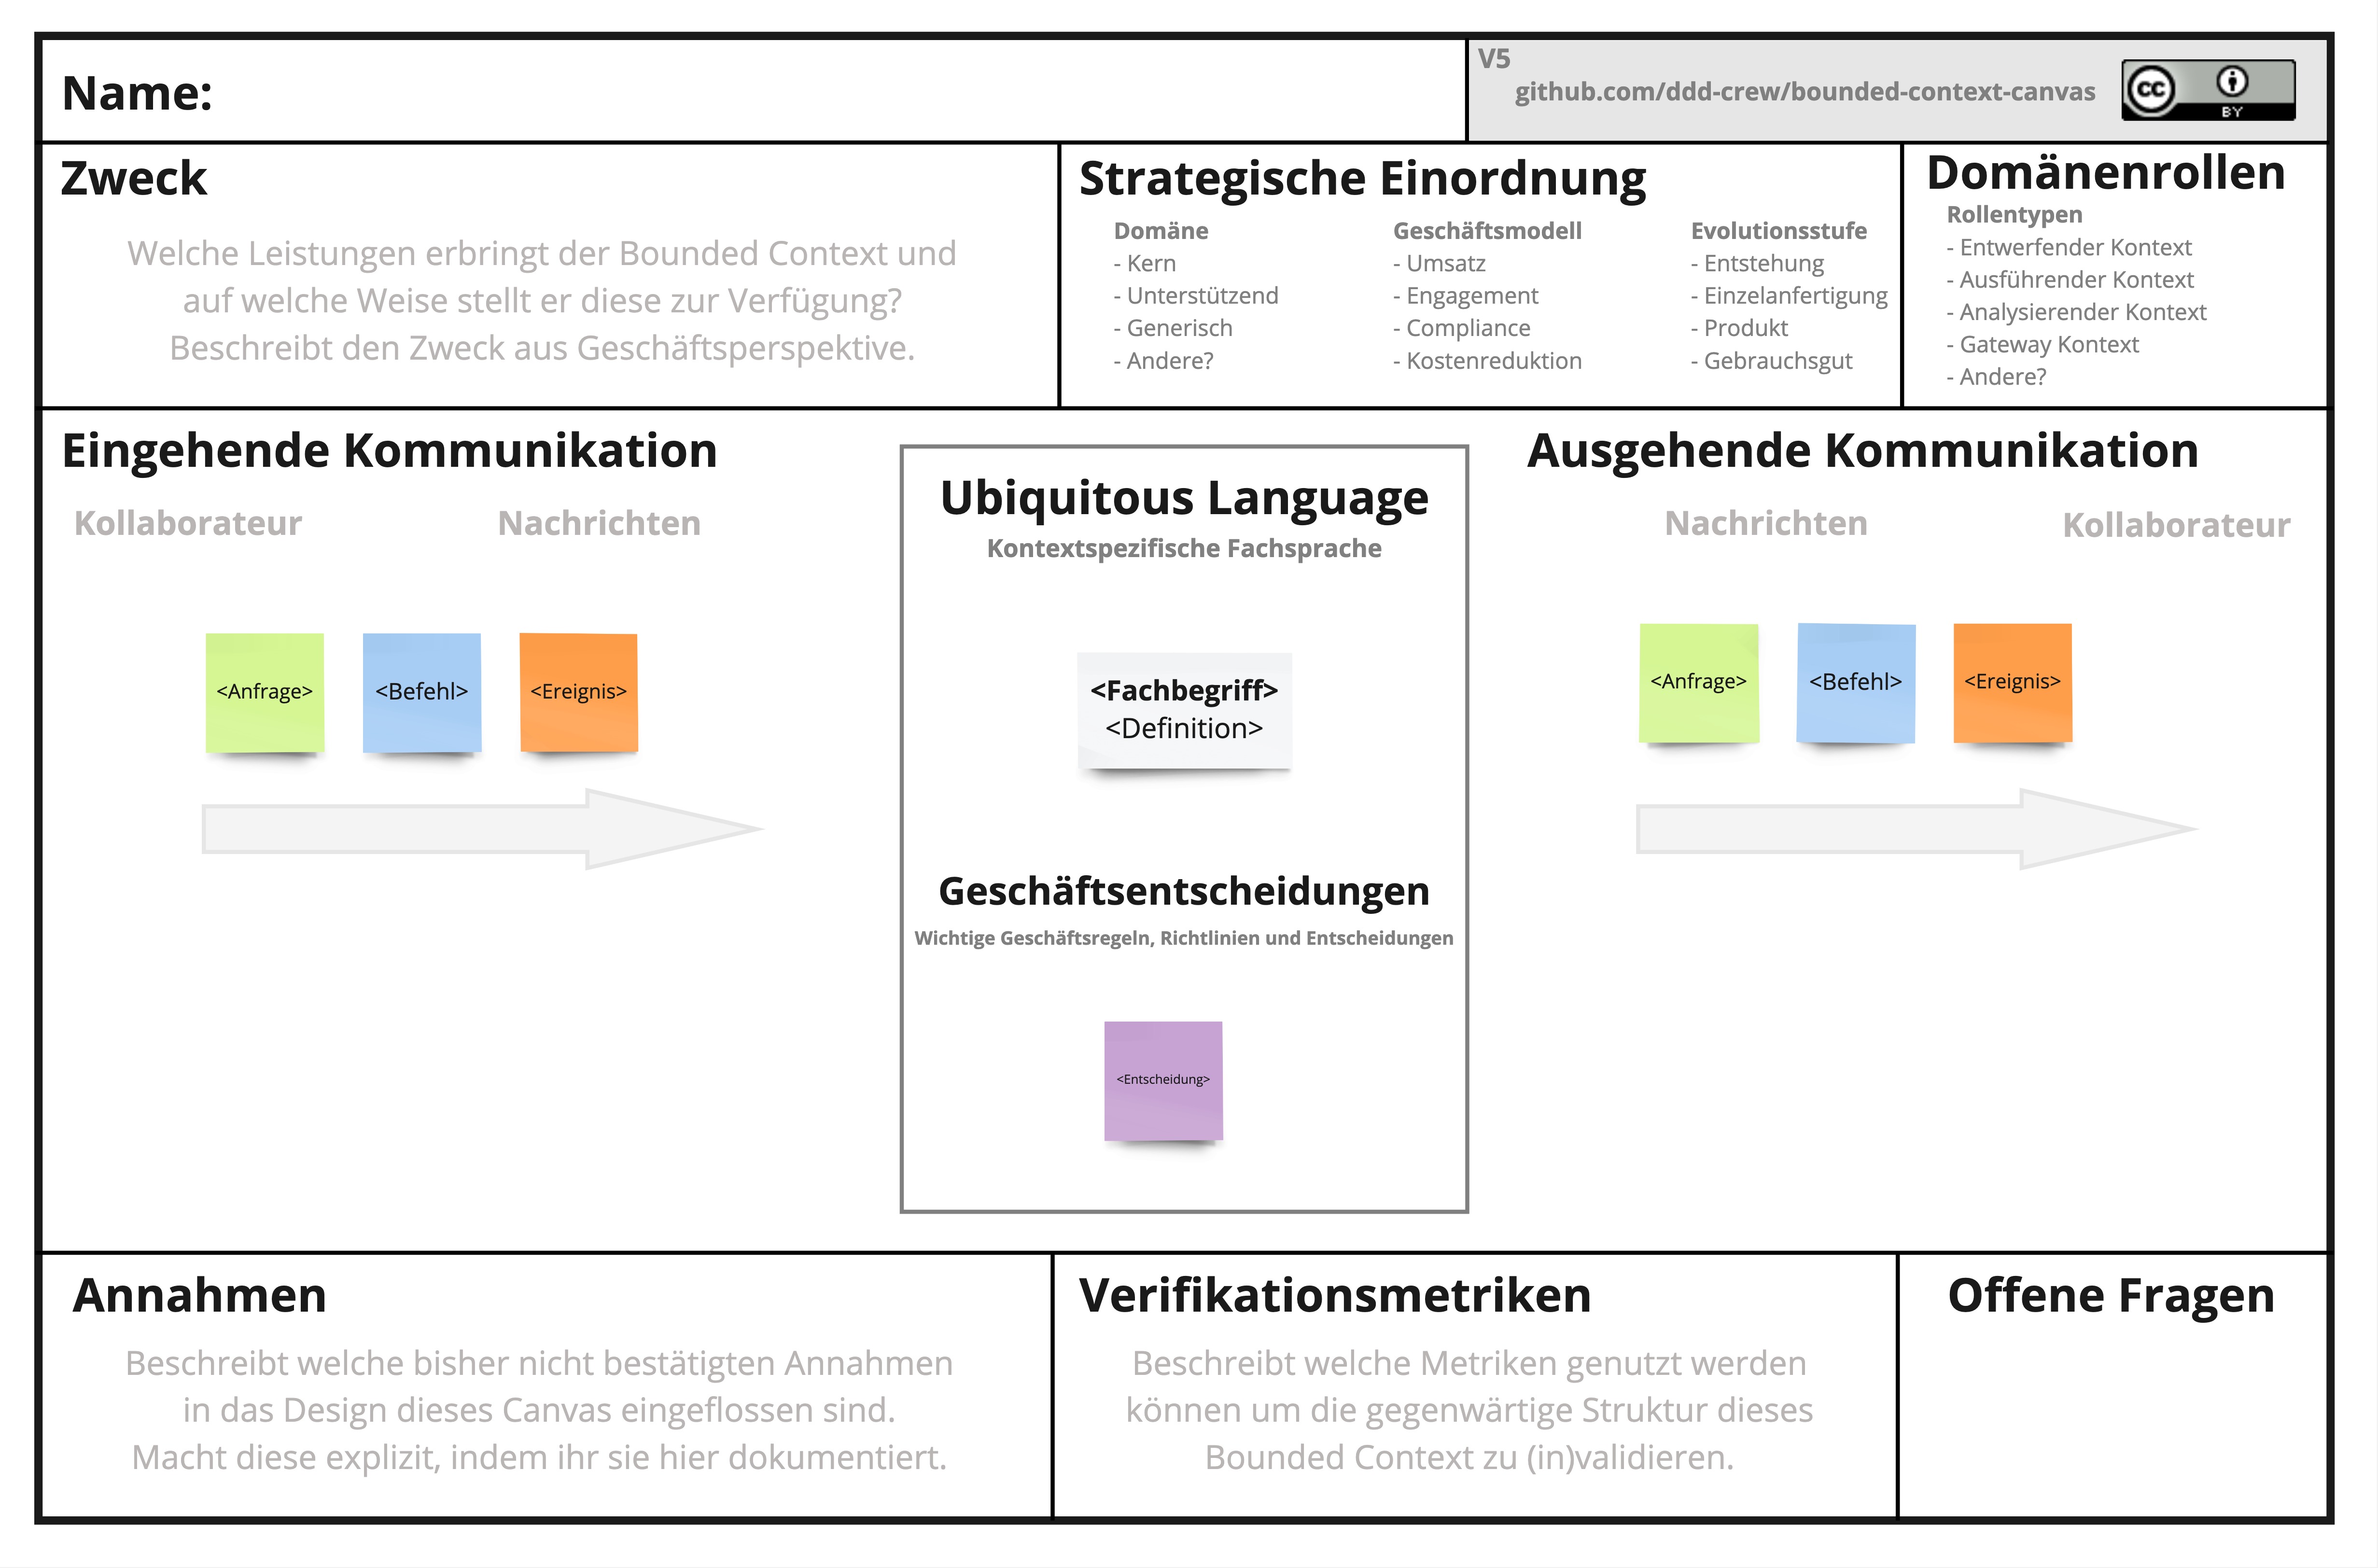 Name:
V5
github.com/ddd-crew/bounded-context-canvas
cc
BY
Zweck
Welche Leistungen erbringt der Bounded Context und
auf welche Weise stellt er diese zur Verfügung?
Beschreibt den Zweck aus Geschäftsperspektive.
Strategische Einordnung
Domäne
- Kern
- Unterstützend
- Generisch
- Andere?
Geschäftsmodell
- Umsatz
- Engagement
- Compliance
- Kostenreduktion
Evolutionsstufe
- Entstehung
- Einzelanfertigung
- Produkt
- Gebrauchsgut
Domänenrollen
Rollentypen
- Entwerfender Kontext
- Ausführender Kontext
- Analysierender Kontext
- Gateway Kontext
- Andere?
Eingehende Kommunikation
Kollaborateur
Nachrichten
<Anfrage>
<Befehl>
<Ereignis>
Ubiquitous Language
Kontextspezifische Fachsprache
<Fachbegriff>
<Definition>
Geschäftsentscheidungen
Wichtige Geschäftsregeln, Richtlinien und Entscheidungen
<Entscheidung>
Ausgehende Kommunikation
Nachrichten
Kollaborateur
<Anfrage>
<Befehl>
<Ereignis>
Annahmen
Beschreibt welche bisher nicht bestätigten Annahmen
in das Design dieses Canvas eingeflossen sind.
Macht diese explizit, indem ihr sie hier dokumentiert.
Verifikationsmetriken
Beschreibt welche Metriken genutzt werden
können um die gegenwärtige Struktur dieses
Bounded Context zu (in)validieren.
Offene Fragen